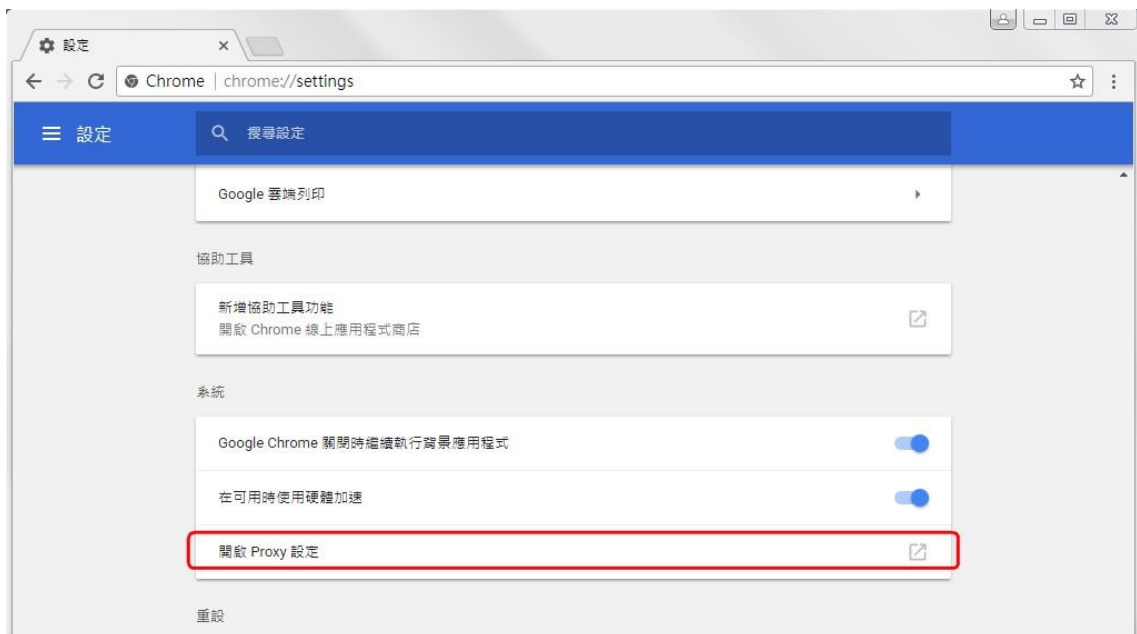 設定
Chrome | chrome://settings
設定
搜尋設定
Google 雲端列印
協助工具
新增協助工具功能
開啟 Chrome 線上應用程式商店
系統
Google Chrome 關閉時繼續執行背景應用程式
在可用時使用硬體加速
開啟 Proxy 設定
重設